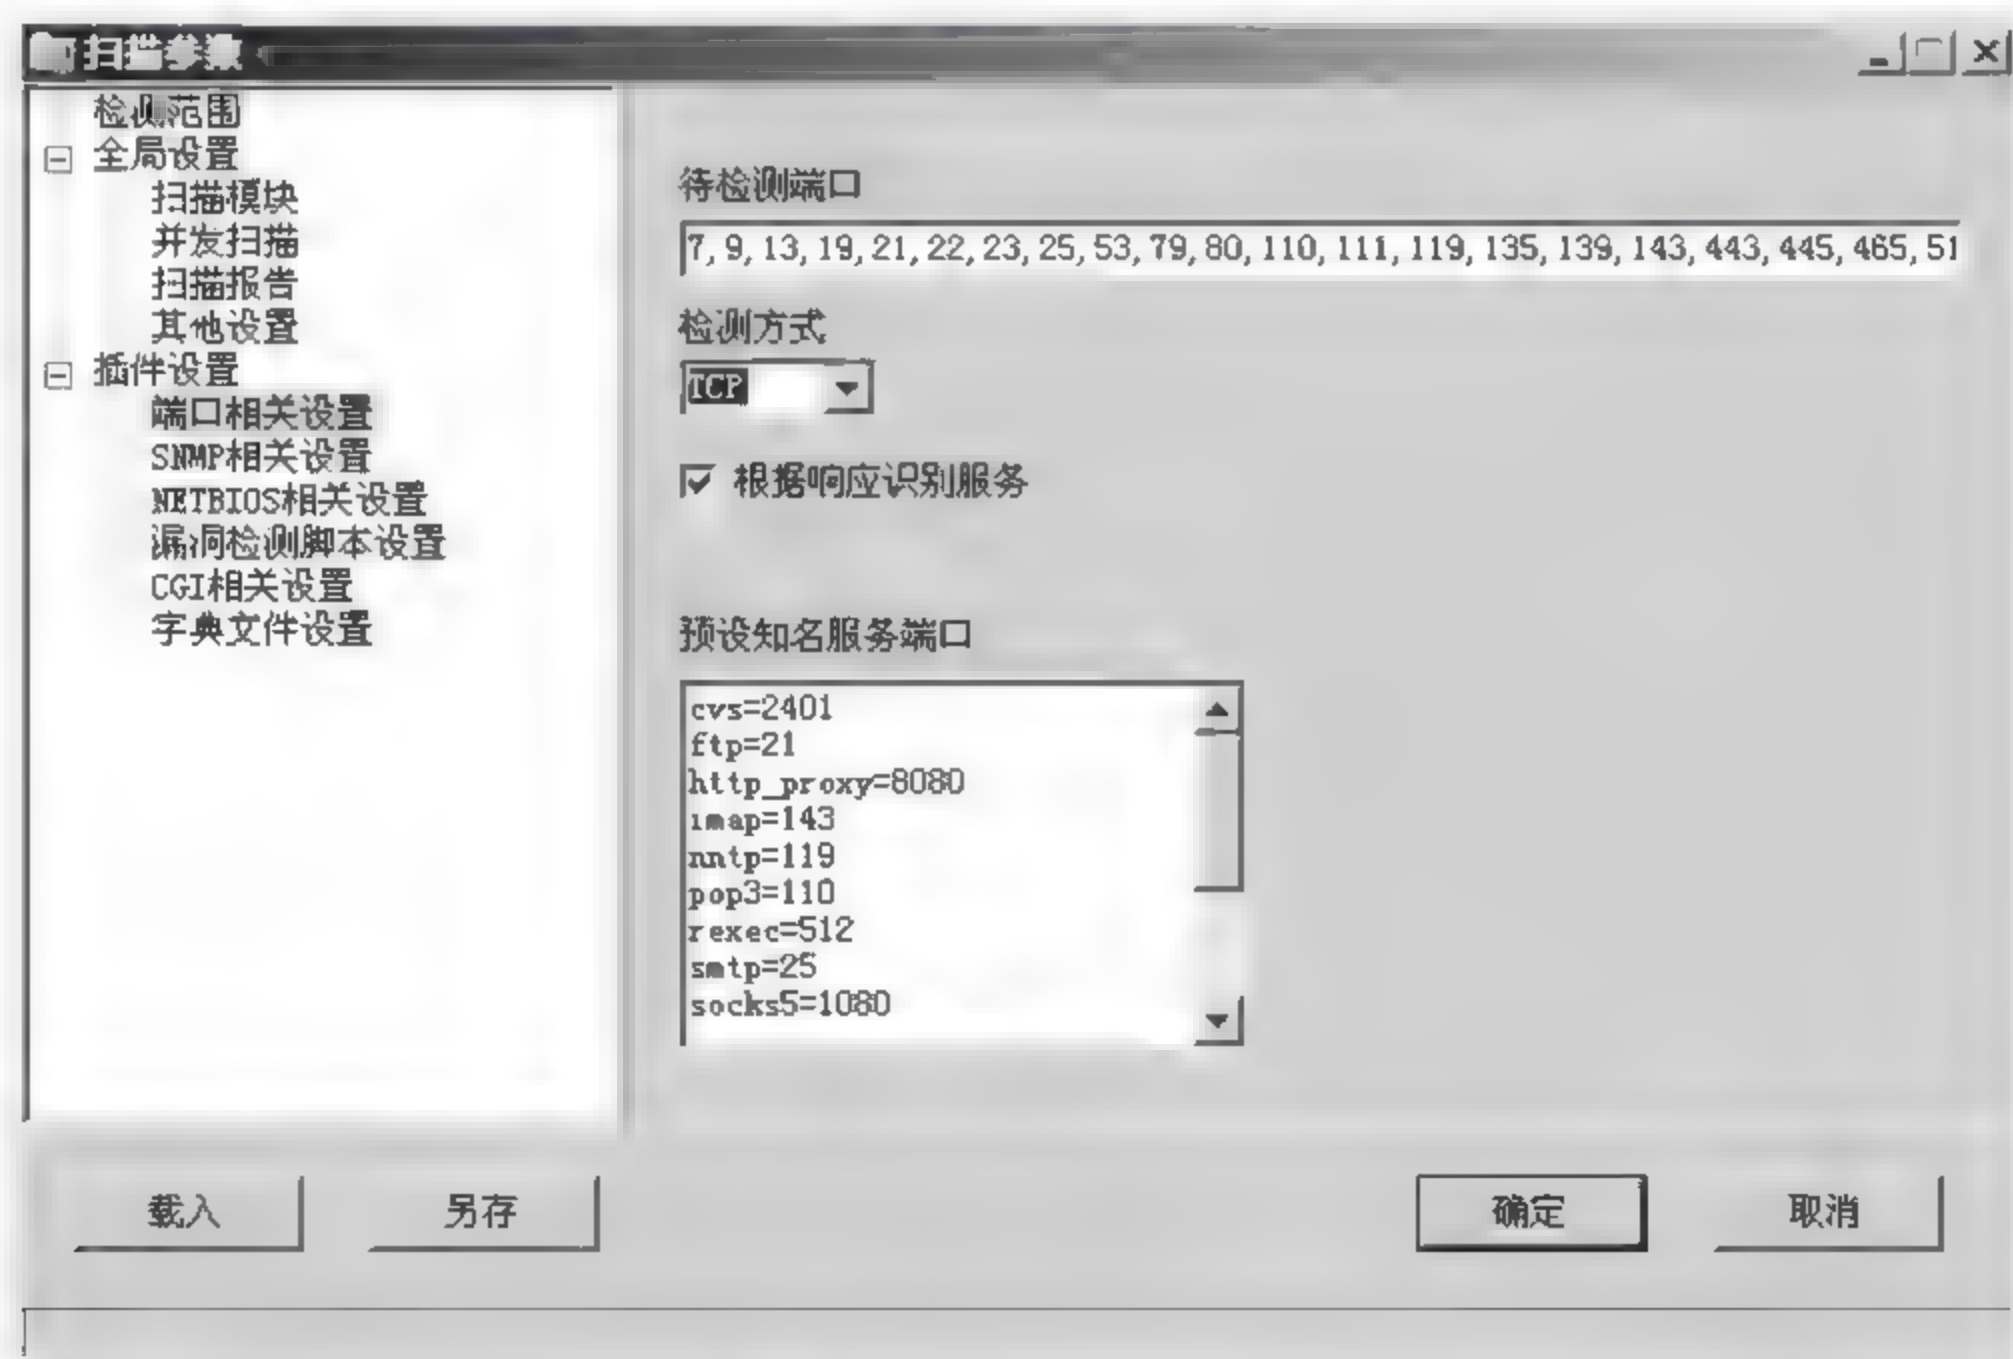 扫描参数
检测范围
全局设置
扫描模块
并发扫描
扫描报告
其他设置
插件设置
端口相关设置
SNMP相关设置
NETBIOS相关设置
漏洞检测脚本设置
CGI相关设置
字典文件设置
待检测端口
7, 9, 13, 19, 21, 22, 23, 25, 53, 79, 80, 110, 111, 119, 135, 139, 143, 443, 445, 465, 51
检测方式
TCP
根据响应识别服务
预设知名服务端口
cvs=2401
ftp=21
http_proxy=8080
imap=143
nntp=119
pop3=110
rexec=512
smtp=25
socks5=1080
载入
另存
确定
取消